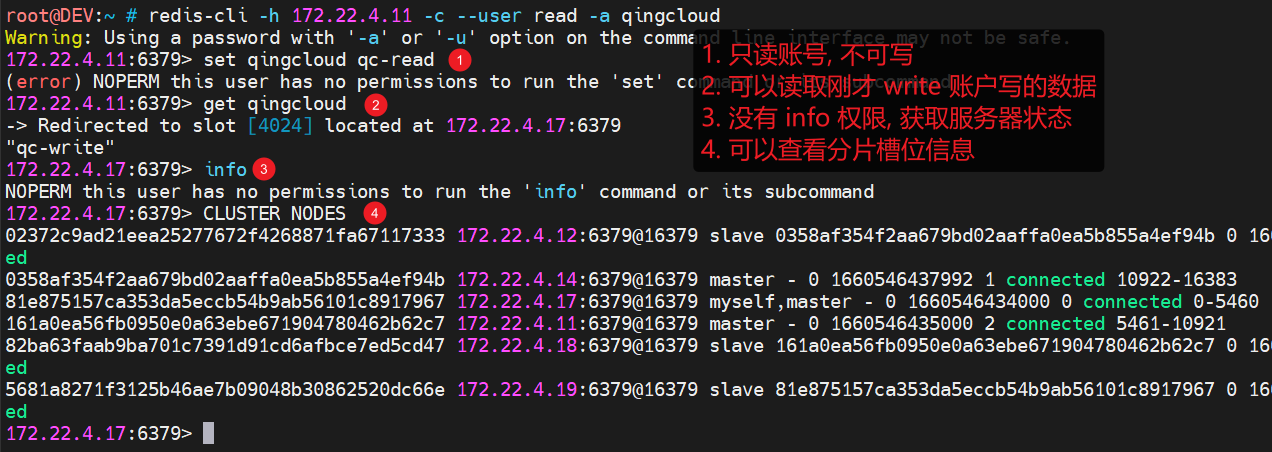 root@DEV:~ # redis-cli -h 172.22.4.11 -c --user read -a qingcloud
Warning: Using a password with '-a' or '-u' option on the command line interface may not be safe.
172.22.4.11:6379> set qingcloud qc-read 1
(error) NOPERM this user has no permissions to run the 'set' command or its subcommand
172.22.4.11:6379> get qingcloud 2
-> Redirected to slot [4024] located at 172.22.4.17:6379
"qc-write"
172.22.4.17:6379> info 3
NOPERM this user has no permissions to run the 'info' command or its subcommand
172.22.4.17:6379> CLUSTER NODES 4
02372c9ad21eea25277672f4268871fa67117333 172.22.4.12:6379@16379 slave 0358af354f2aa679bd02aaffa0ea5b855a4ef94b 0 166
ed
0358af354f2aa679bd02aaffa0ea5b855a4ef94b 172.22.4.14:6379@16379 master - 0 1660546437992 1 connected 10922-16383
81e875157ca353da5eccb54b9ab56101c8917967 172.22.4.17:6379@16379 myself,master - 0 1660546434000 0 connected 0-5460
161a0ea56fb0950e0a63ebe671904780462b62c7 172.22.4.11:6379@16379 master - 0 1660546435000 2 connected 5461-10921
82ba63faab9ba701c7391d91cd6afbce7ed5cd47 172.22.4.18:6379@16379 slave 161a0ea56fb0950e0a63ebe671904780462b62c7 0 166
ed
5681a8271f3125b46ae7b09048b30862520dc66e 172.22.4.19:6379@16379 slave 81e875157ca353da5eccb54b9ab56101c8917967 0 166
ed
172.22.4.17:6379>
1. 只读账号, 不可写
2. 可以读取刚才 write 账户写的数据
3. 没有 info 权限, 获取服务器状态
4. 可以查看分片槽位信息